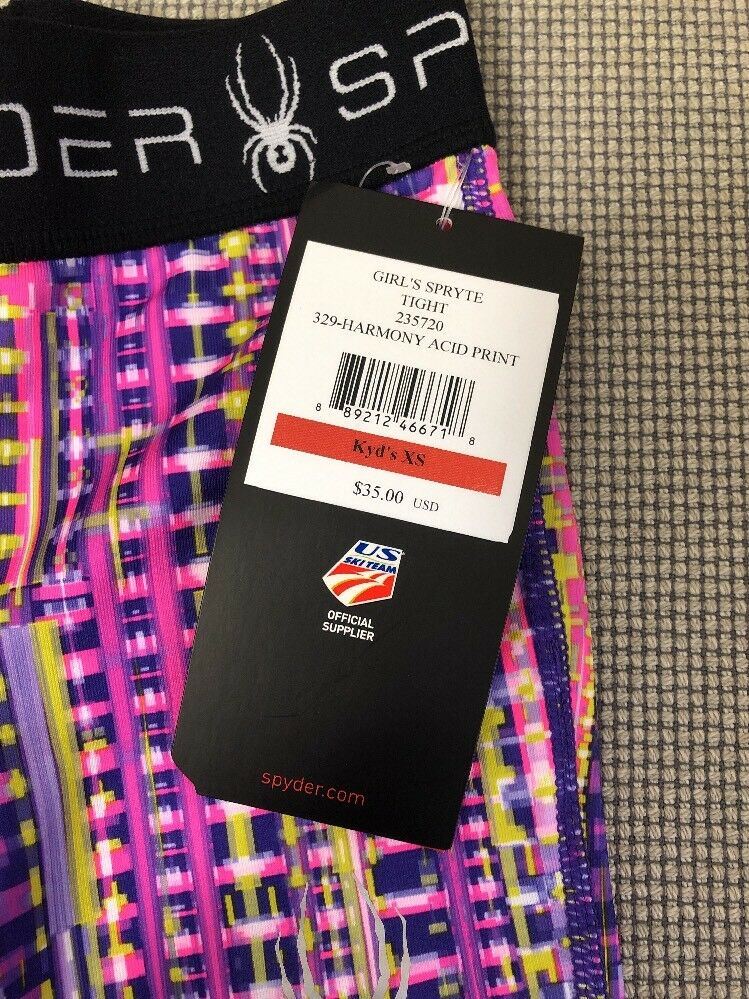 DER SP
GIRL'S SPRYTE
TIGHT
235720
329-HARMONY ACID PRINT
8 89212 46671 8
Kyd's XS
$35.00 USD
US
SKI TEAM
OFFICIAL
SUPPLIER
spyder.com